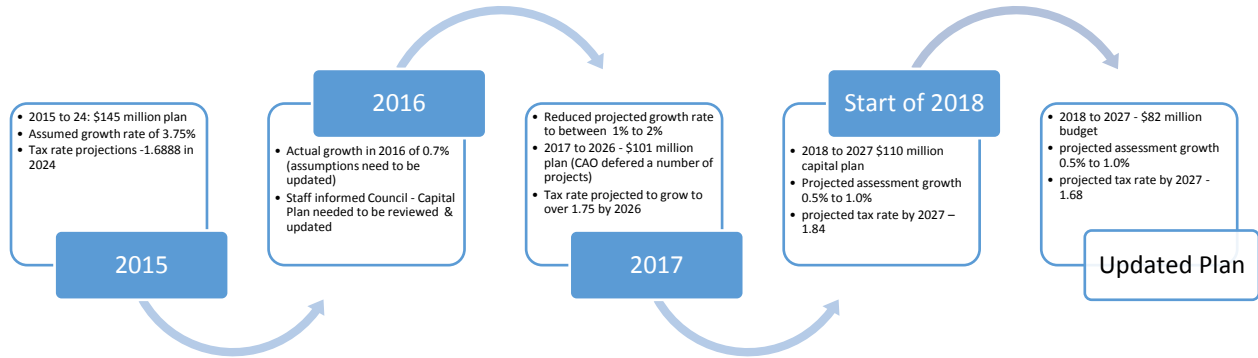 2015
• 2015 to 24: $145 million plan
• Assumed growth rate of 3.75%
• Tax rate projections -1.6888 in
2024
2016
• Actual growth in 2016 of 0.7%
(assumptions need to be
updated)
• Staff informed Council - Capital
Plan needed to be reviewed &
updated
2017
• Reduced projected growth rate
to between 1% to 2%
• 2017 to 2026 - $101 million
plan (CAO defered a number of
projects)
• Tax rate projected to grow to
over 1.75 by 2026
Start of 2018
• 2018 to 2027 $110 million
capital plan
• Projected assessment growth
0.5% to 1.0%
• projected tax rate by 2027 –
1.84
Updated Plan
• 2018 to 2027 - $82 million
budget
• projected assessment growth
0.5% to 1.0%
• projected tax rate by 2027 -
1.68